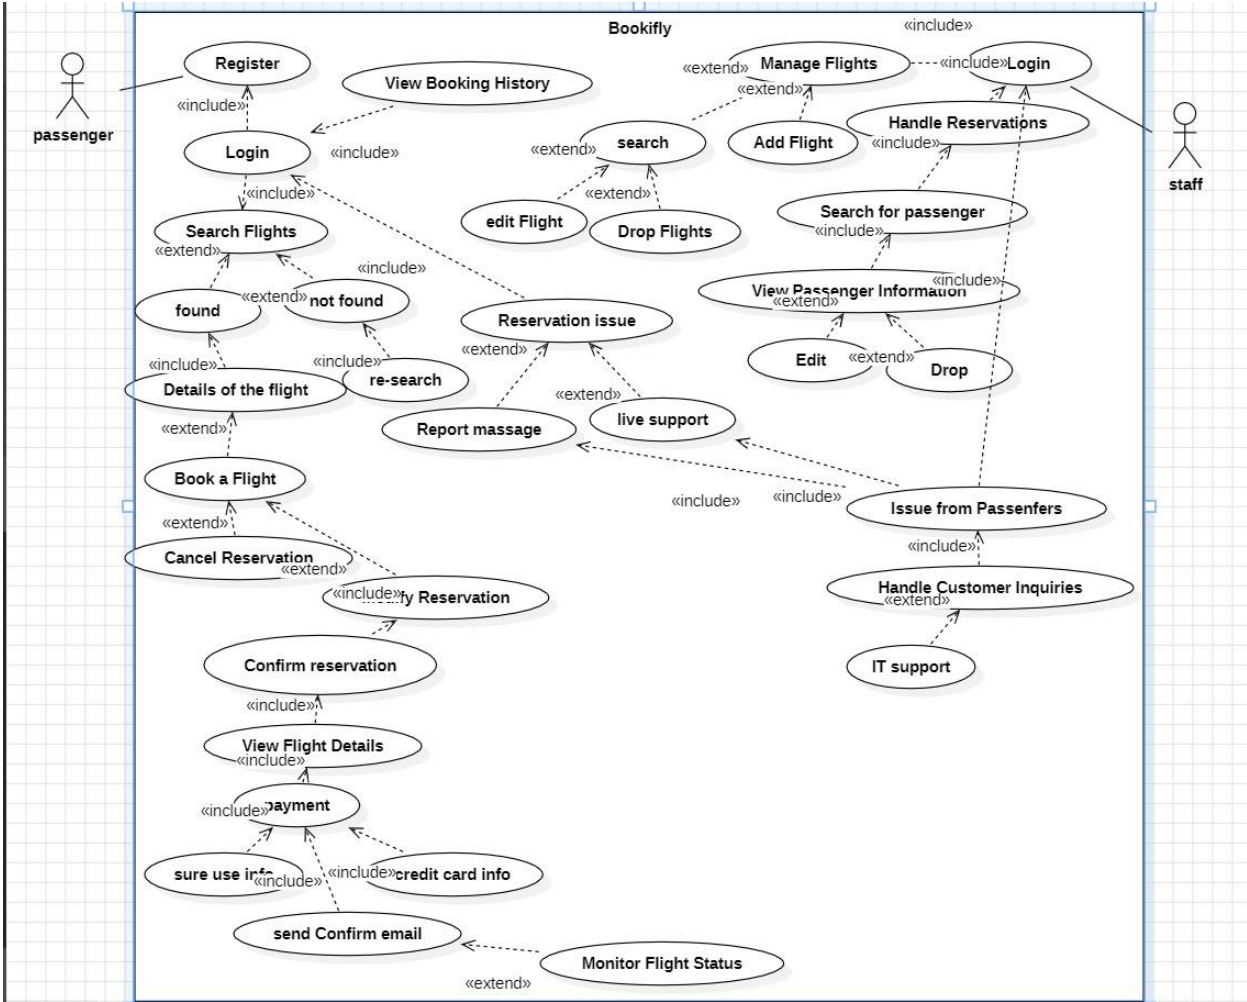 Bookifly
«include»
Register
View Booking History
«extend»
Manage Flights
«include»
Login
«extend»
passenger
«include»
Login
«include»
search
«extend»
Add Flight
Handle Reservations
«include»
staff
«include»
Search Flights
«extend»
edit Flight
«extend»
Drop Flights
Search for passenger
«include»
«include»
found
«extend»
not found
Reservation issue
View Passenger Information
«include»
«extend»
«include»
Details of the flight
«include»
re-search
«extend»
Edit
«extend»
Drop
«extend»
Report massage
«extend»
live support
Book a Flight
«extend»
«include»
«include»
Issue from Passenfers
Cancel Reservation
«extend»
«include»
Handle Customer Inquiries
«extend»
«include»
Reservation
Confirm reservation
IT support
«include»
View Flight Details
«include»
payment
«include»
sure use info
«include»
«include»
credit card info
send Confirm email
Monitor Flight Status
«extend»